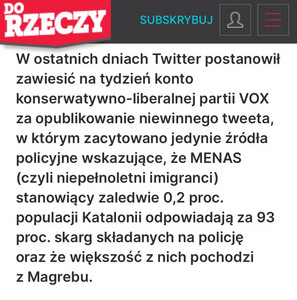 DO
RZECZY
SUBSKRYBUJ
W ostatnich dniach Twitter postanowił
zawiesić na tydzień konto
konserwatywno-liberalnej partii VOX
za opublikowanie niewinnego tweeta,
w którym zacytowano jedynie źródła
policyjne wskazujące, że MENAS
(czyli niepełnoletni imigranci)
stanowiący zaledwie 0,2 proc.
populacji Katalonii odpowiadają za 93
proc. skarg składanych na policję
oraz że większość z nich pochodzi
z Magrebu.